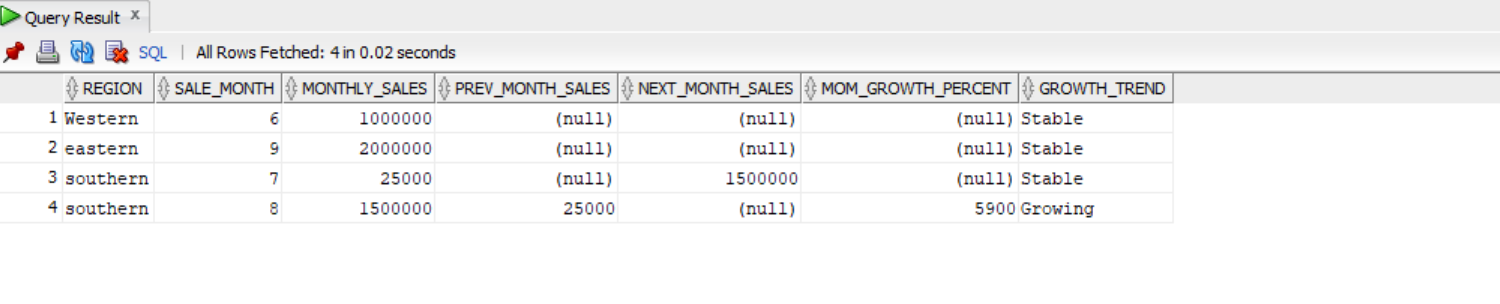 Query Result x
SQL | All Rows Fetched: 4 in 0.02 seconds
REGION SALE_MONTH MONTHLY_SALES PREV_MONTH_SALES NEXT_MONTH_SALES MOM_GROWTH_PERCENT GROWTH_TREND
1 Western 6 1000000 (null) (null) (null) Stable
2 eastern 9 2000000 (null) (null) (null) Stable
3 southern 7 25000 (null) 1500000 (null) Stable
4 southern 8 1500000 25000 (null) 5900 Growing